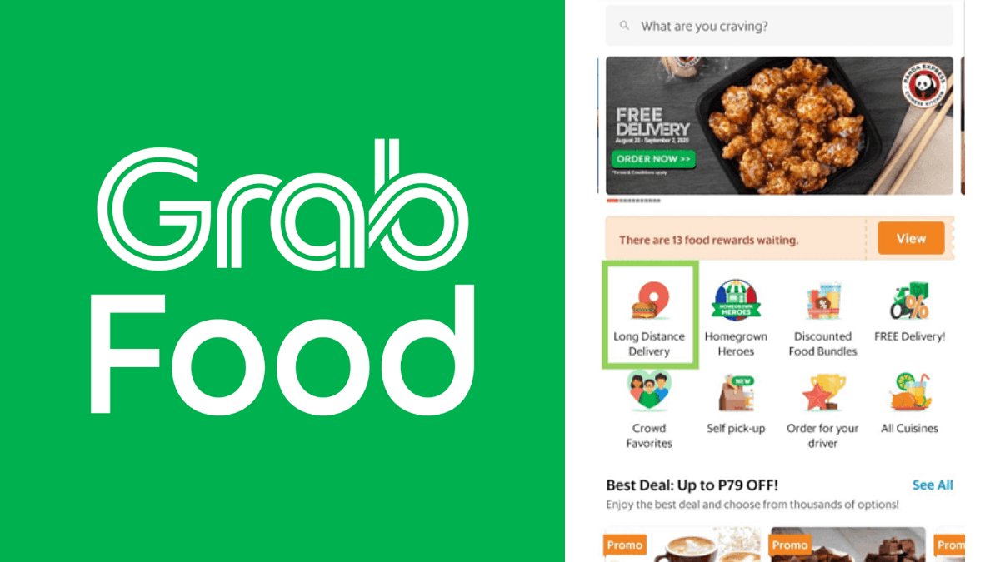 Grab
Food
What are you craving?
PANDA EXPRESS
CHINESE KITCHEN
FREE
DELIVERY
August 20 - September 2, 2020
ORDER NOW >>
*Terms & Conditions apply
There are 13 food rewards waiting.
View
Long Distance
Delivery
HOMEGROWN
HEROES
Homegrown
Heroes
Discounted
Food Bundles
%
FREE Delivery!
Crowd
Favorites
NEW
Self pick-up
Order for your
driver
All Cuisines
Best Deal: Up to P79 OFF!
See All
Enjoy the best deal and choose from thousands of options!
Promo
Promo
Prom